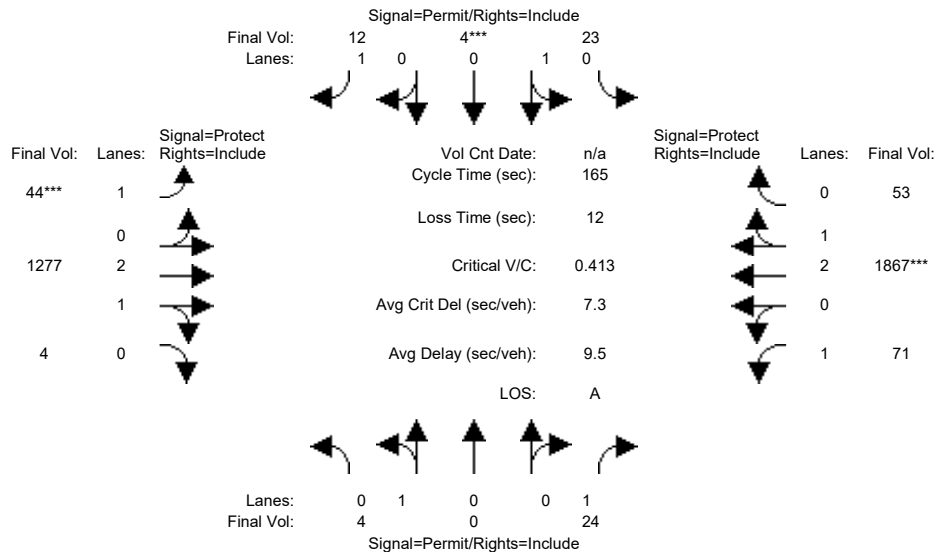 Signal=Permit/Rights=Include
Final Vol: 12 4*** 23
Lanes: 1 0 0 1 0
Signal=Protect Signal=Protect
Final Vol: Lanes: Rights=Include Vol Cnt Date: n/a Rights=Include Lanes: Final Vol:
Cycle Time (sec): 165
44*** 1 0 53
Loss Time (sec): 12
0 1
1277 2 Critical V/C: 0.413 2 1867***
1 Avg Crit Del (sec/veh): 7.3 0
4 0 Avg Delay (sec/veh): 9.5 1 71
LOS: A
Lanes: 0 1 0 0 1
Final Vol: 4 0 24
Signal=Permit/Rights=Include